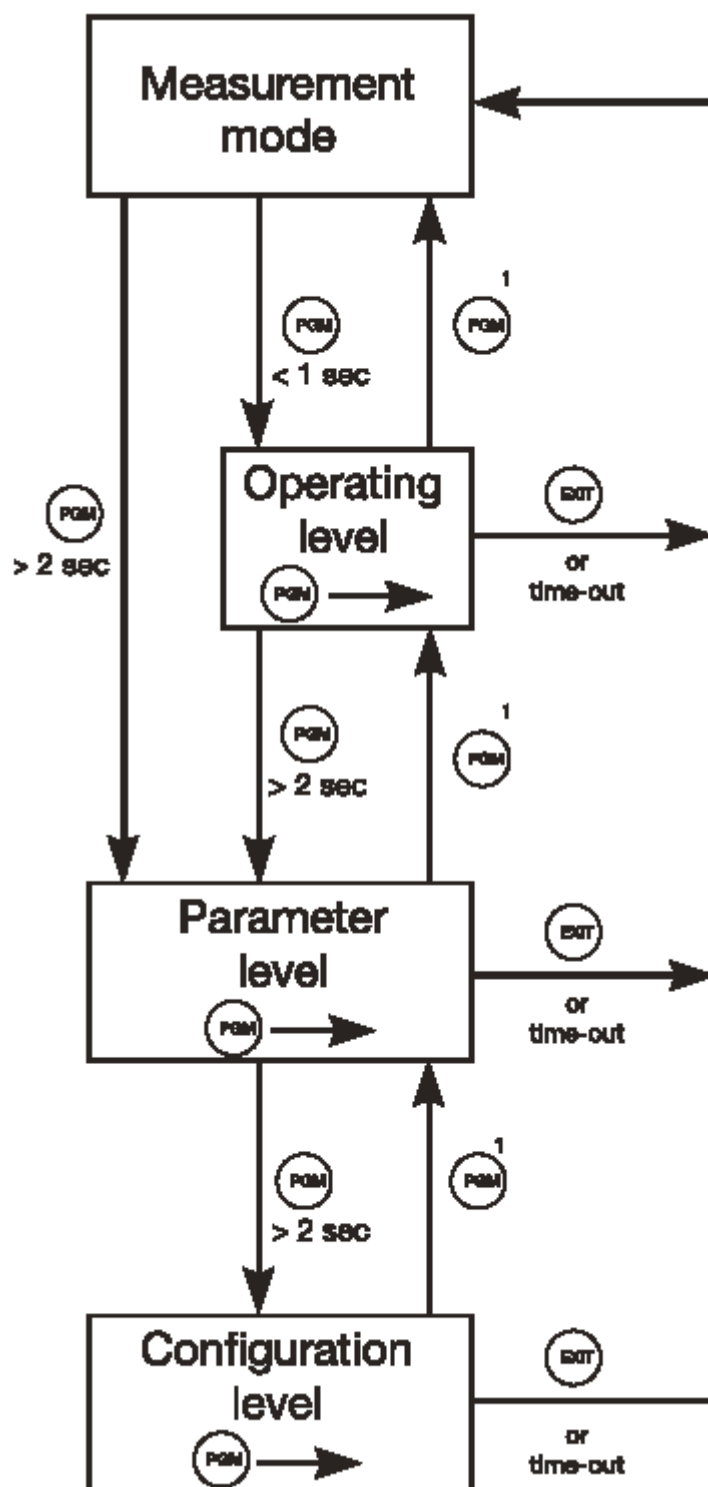 Measurement
mode
1
PGM
PGM
< 1 sec
Operating
level
PGM
EXIT
or
time-out
PGM
> 2 sec
1
PGM
PGM
> 2 sec
Parameter
level
PGM
EXIT
or
time-out
1
PGM
PGM
> 2 sec
Configuration
level
PGM
EXIT
or
time-out